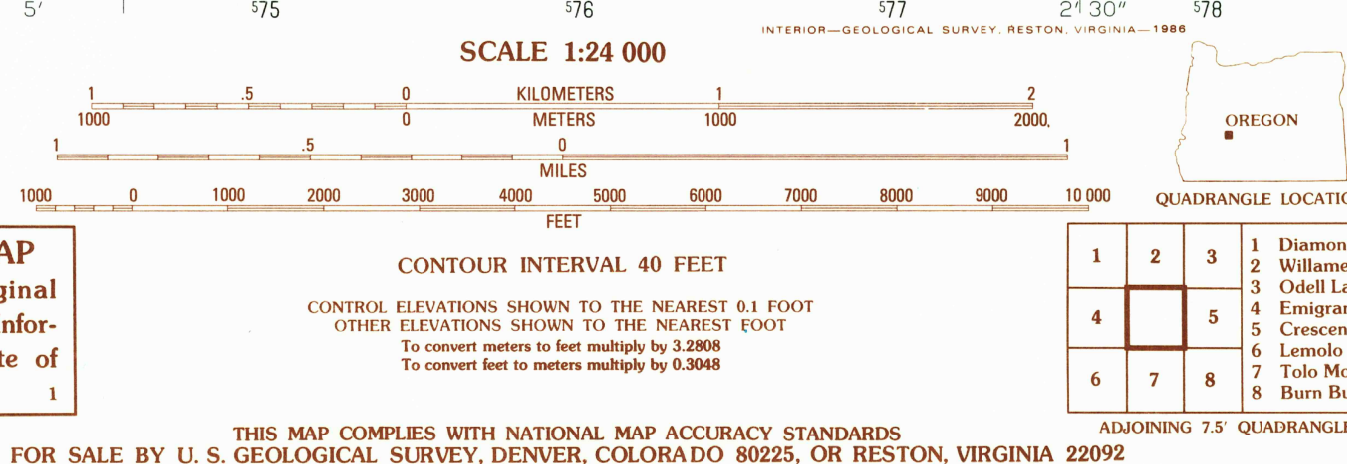 5' 575 576 577 2'30" 578
INTERIOR—GEOLOGICAL SURVEY, RESTON, VIRGINIA—1986
SCALE 1:24 000
1 .5 0 KILOMETERS 1 2
1000 0 METERS 1000 2000
1 .5 0 1
MILES
1000 0 1000 2000 3000 4000 5000 6000 7000 8000 9000 10 000
FEET
OREGON
QUADRANGLE LOCATIO
AP
ginal
nfor-
te of
1
CONTOUR INTERVAL 40 FEET
CONTROL ELEVATIONS SHOWN TO THE NEAREST 0.1 FOOT
OTHER ELEVATIONS SHOWN TO THE NEAREST FOOT
To convert meters to feet multiply by 3.2808
To convert feet to meters multiply by 0.3048
1 2 3
4 5
6 7 8
1 Diamon
2 Willame
3 Odell La
4 Emigran
5 Crescen
6 Lemolo
7 Tolo Mo
8 Burn Bu
ADJOINING 7.5' QUADRANGLE
THIS MAP COMPLIES WITH NATIONAL MAP ACCURACY STANDARDS
FOR SALE BY U. S. GEOLOGICAL SURVEY, DENVER, COLORADO 80225, OR RESTON, VIRGINIA 22092